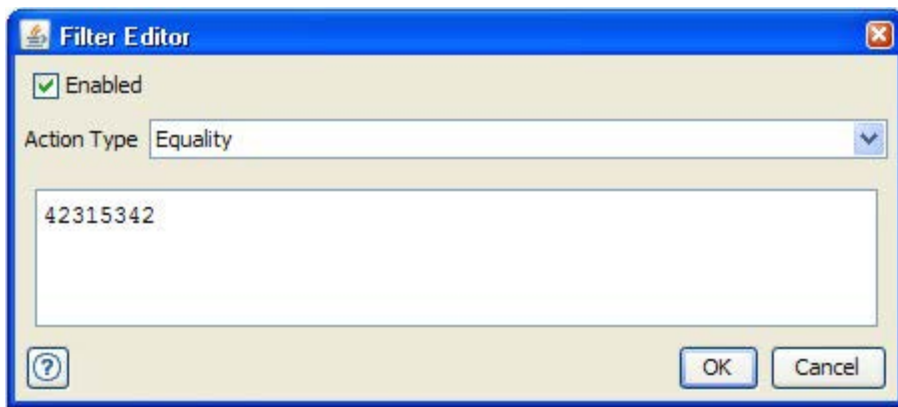 Filter Editor
Enabled
Action Type Equality
42315342
?
OK Cancel